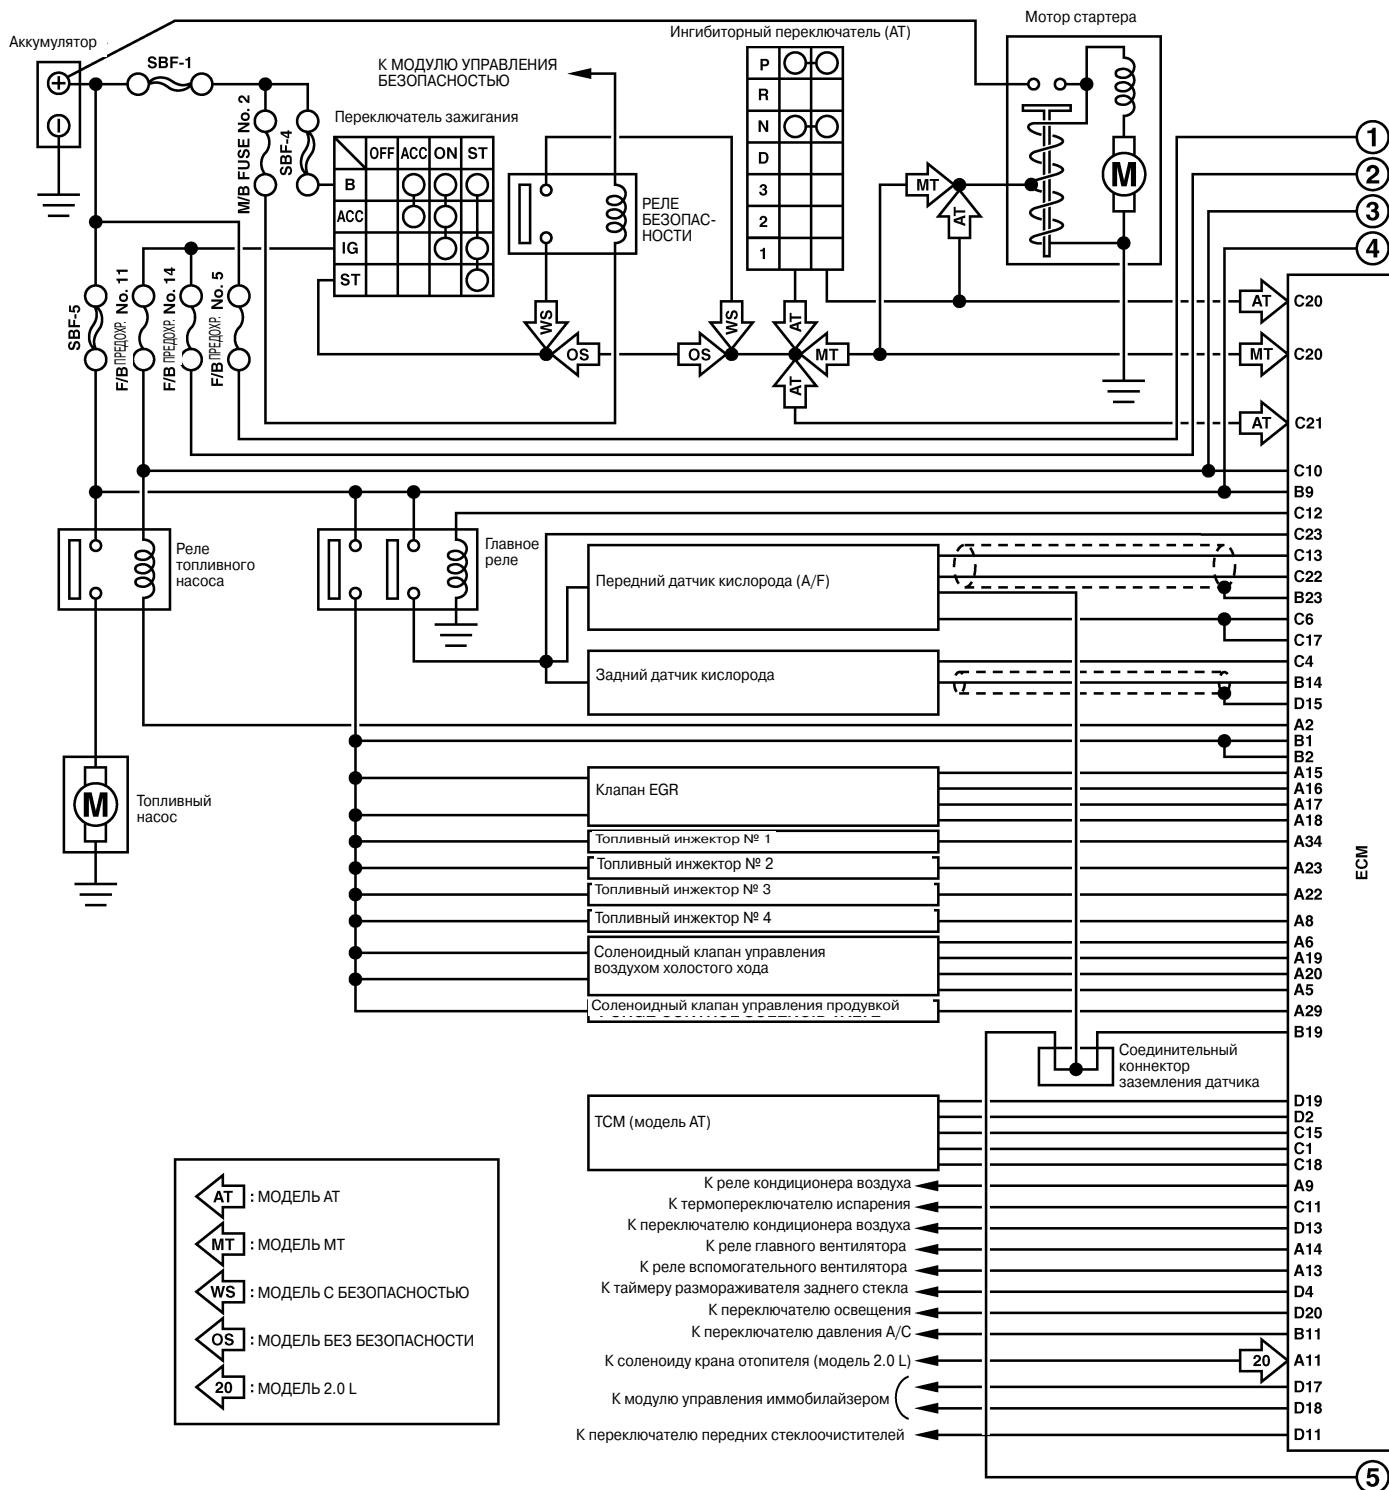 Аккумулятор
SBF-1
К МОДУЛЮ УПРАВЛЕНИЯ
БЕЗОПАСНОСТЬЮ
Ингибиторный переключатель (АТ)
Мотор стартера
M/B FUSE No. 2
SBF-4
Переключатель зажигания
OFF ACC ON ST
B
ACC
IG
ST
РЕЛЕ
БЕЗОПАС-
НОСТИ
P
R
N
D
3
2
1
MT
AT
M
1
2
3
4
SBF-5
F/B ПРЕДОХР. No. 11
F/B ПРЕДОХР. No. 14
F/B ПРЕДОХР. No. 5
WS
OS
OS
WS
AT
MT
AT
AT C20
MT C20
AT C21
C10
B9
C12
C23
C13
C22
B23
C6
C17
C4
B14
D15
A2
B1
B2
A15
A16
A17
A18
A34
A23
A22
A8
A6
A19
A20
A5
A29
B19
D19
D2
C15
C1
C18
A9
C11
D13
A14
A13
D4
D20
B11
20 A11
D17
D18
D11
ECM
Реле
топливного
насоса
Главное
реле
Передний датчик кислорода (A/F)
Задний датчик кислорода
M
Топливный
насос
Клапан EGR
Топливный инжектор № 1
Топливный инжектор № 2
Топливный инжектор № 3
Топливный инжектор № 4
Соленоидный клапан управления
воздухом холостого хода
Соленоидный клапан управления продувкой
Соединительный
коннектор
заземления датчика
TCM (модель АТ)
К реле кондиционера воздуха
К термопереключателю испарения
К переключателю кондиционера воздуха
К реле главного вентилятора
К реле вспомогательного вентилятора
К таймеру размораживателя заднего стекла
К переключателю освещения
К переключателю давления A/C
К соленоиду крана отопителя (модель 2.0 L)
К модулю управления иммобилайзером
К переключателю передних стеклоочистителей
5
AT : МОДЕЛЬ АТ
MT : МОДЕЛЬ МТ
WS : МОДЕЛЬ С БЕЗОПАСНОСТЬЮ
OS : МОДЕЛЬ БЕЗ БЕЗОПАСНОСТИ
20 : МОДЕЛЬ 2.0 L